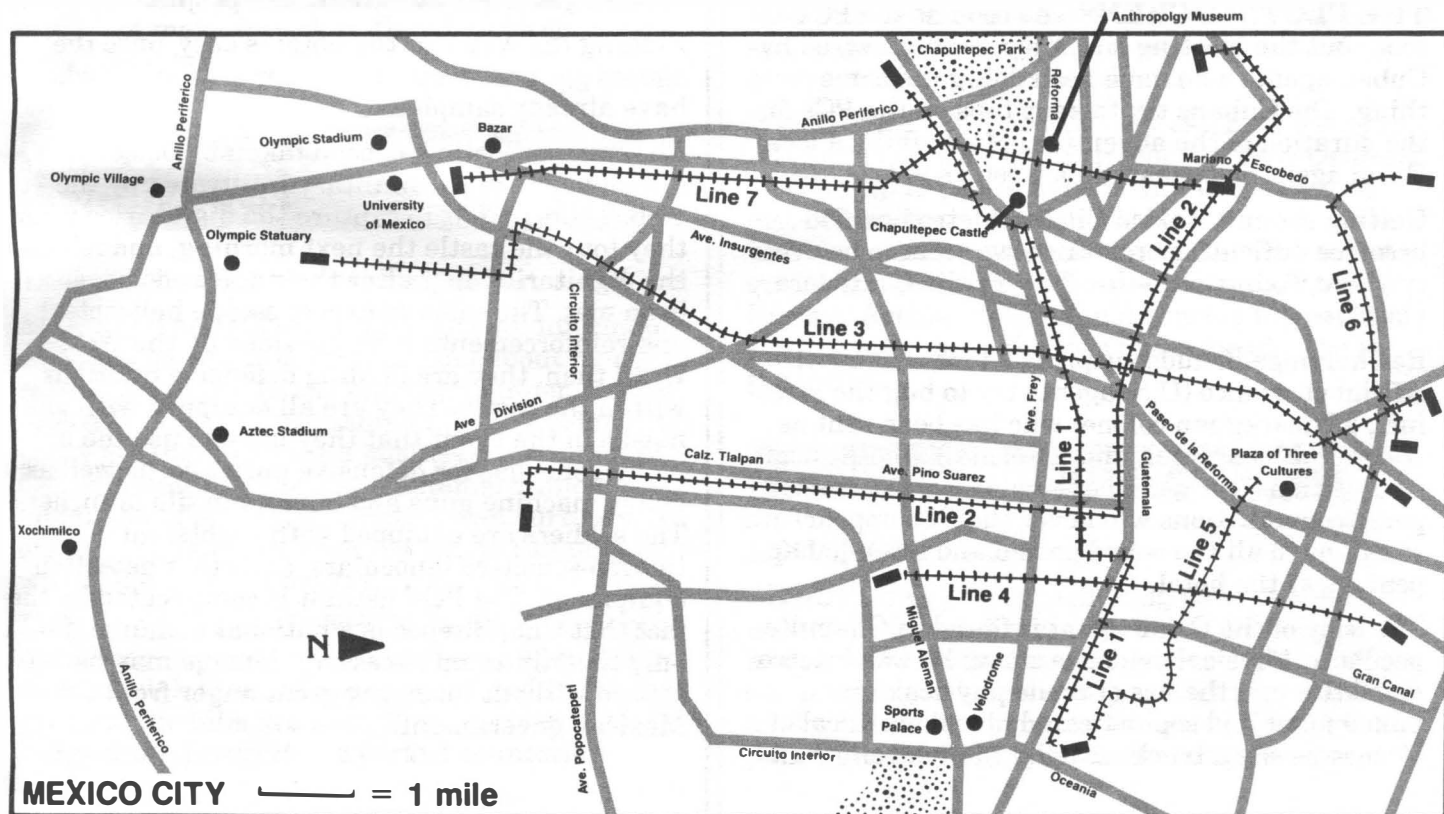 Anthropolgy Museum
Chapultepec Park
Reforma
Anillo Periferico
Anillo Periferico
Olympic Stadium
Bazar
Mariano
Escobedo
Olympic Village
University
of Mexico
Line 7
Line 2
Chapultepec Castle
Olympic Statuary
Ave. Insurgentes
Line 6
Circuito Interior
Line 3
Ave Division
Ave. Frey
Paseo de la Reforma
Aztec Stadium
Plaza of Three
Cultures
Calz. Tlalpan
Ave. Pino Suarez
Line 1
Guatemala
Line 2
Line 5
Xochimilco
Line 4
N
Miguel Aleman
Line 1
Gran Canal
Anillo Periferico
Ave. Popocatepetl
Sports
Palace
Velodrome
Circuito Interior
Oceania
MEXICO CITY = 1 mile